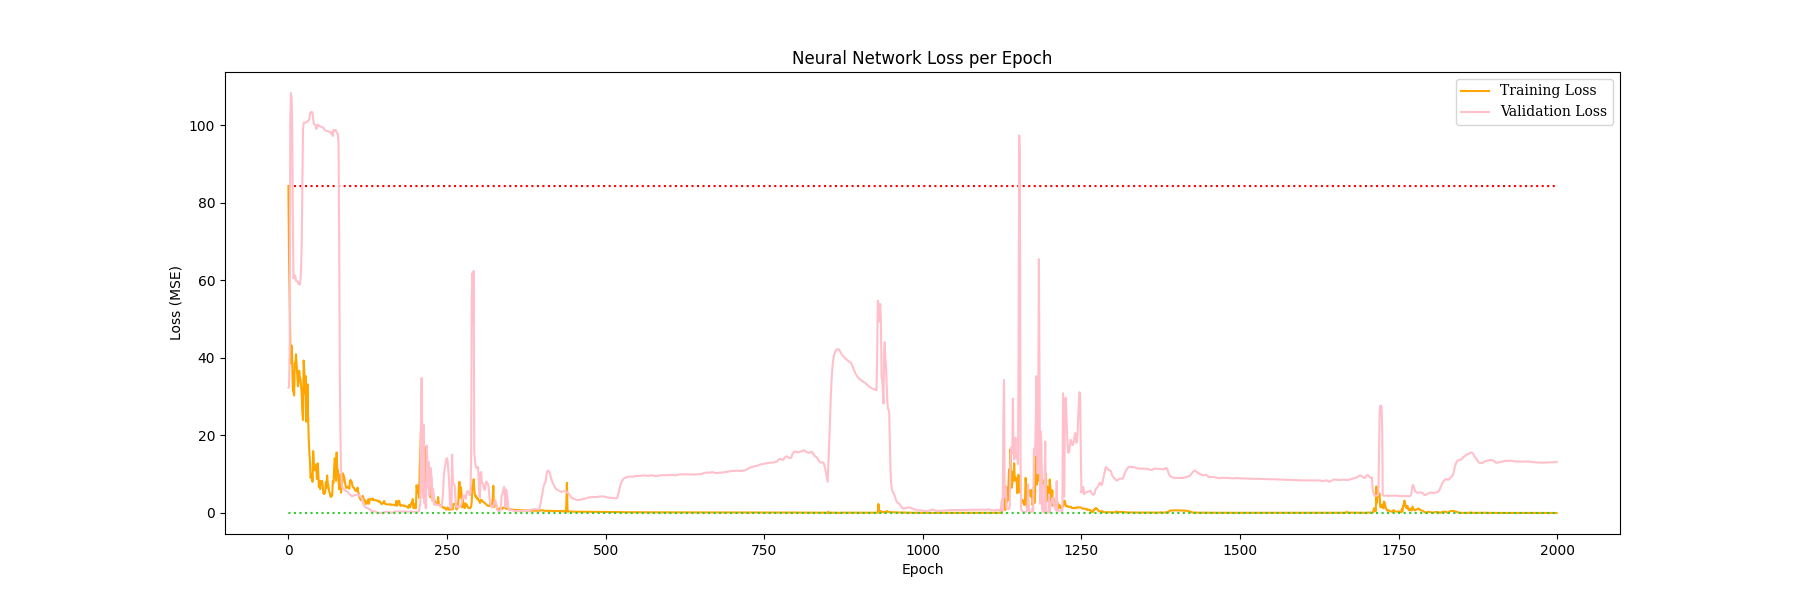 Neural Network Loss per Epoch
Training Loss
Validation Loss
100
80
60
40
20
0
Loss (MSE)
0 250 500 750 1000 1250 1500 1750 2000
Epoch